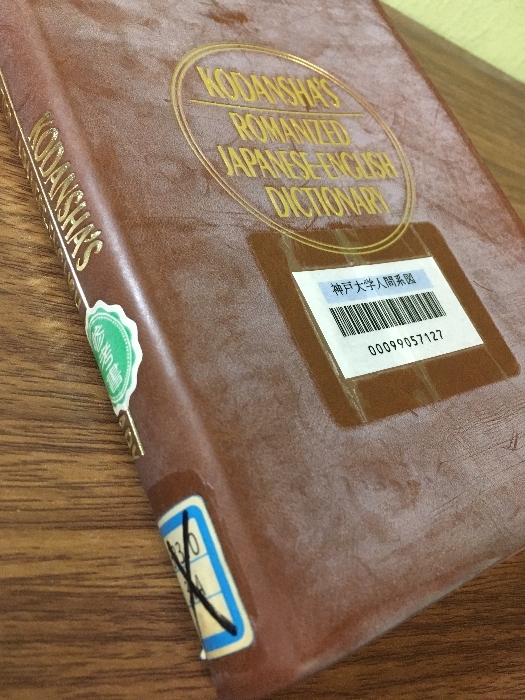 KODANSHA'S
ROMANIZED
JAPANESE-ENGLISH
DICTIONARY
神戸大学人間系図
00099057127
KODANSHA'S